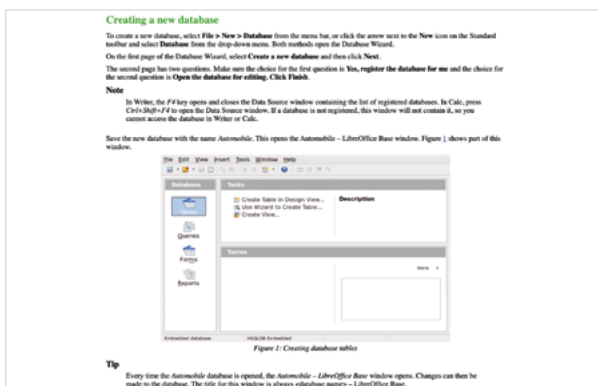 Creating a new database
To create a new database, select File > New > Database from the menu bar, or click the arrow next to the New icon on the Standard
toolbar and select Database from the drop-down menu. Both methods open the Database Wizard.
On the first page of the Database Wizard, select Create a new database and then click Next.
The second page has two questions. Make sure the choice for the first question is Yes, register the database for me and the choice for
the second question is Open the database for editing. Click Finish.
Note
In Writer, the F4 key opens and closes the Data Source window containing the list of registered databases. In Calc, press
Ctrl+Shift+F4 to open the Data Source window. If a database is not registered, this window will not contain it, so you
cannot access the database in Writer or Calc.
Save the new database with the name Automobile. This opens the Automobile – LibreOffice Base window. Figure 1 shows part of this
window.
File Edit View Insert Tools Window Help
Database Tasks
Create Table in Design View... Description
Use Wizard to Create Table...
Create View...
Tables
Queries
Forms
Tables
Reports
None
Embedded database HSQLDB Embedded
Figure 1: Creating database tables
Tip
Every time the Automobile database is opened, the Automobile – LibreOffice Base window opens. Changes can then be
made to the database. The title for this window is always <database name> – LibreOffice Base.